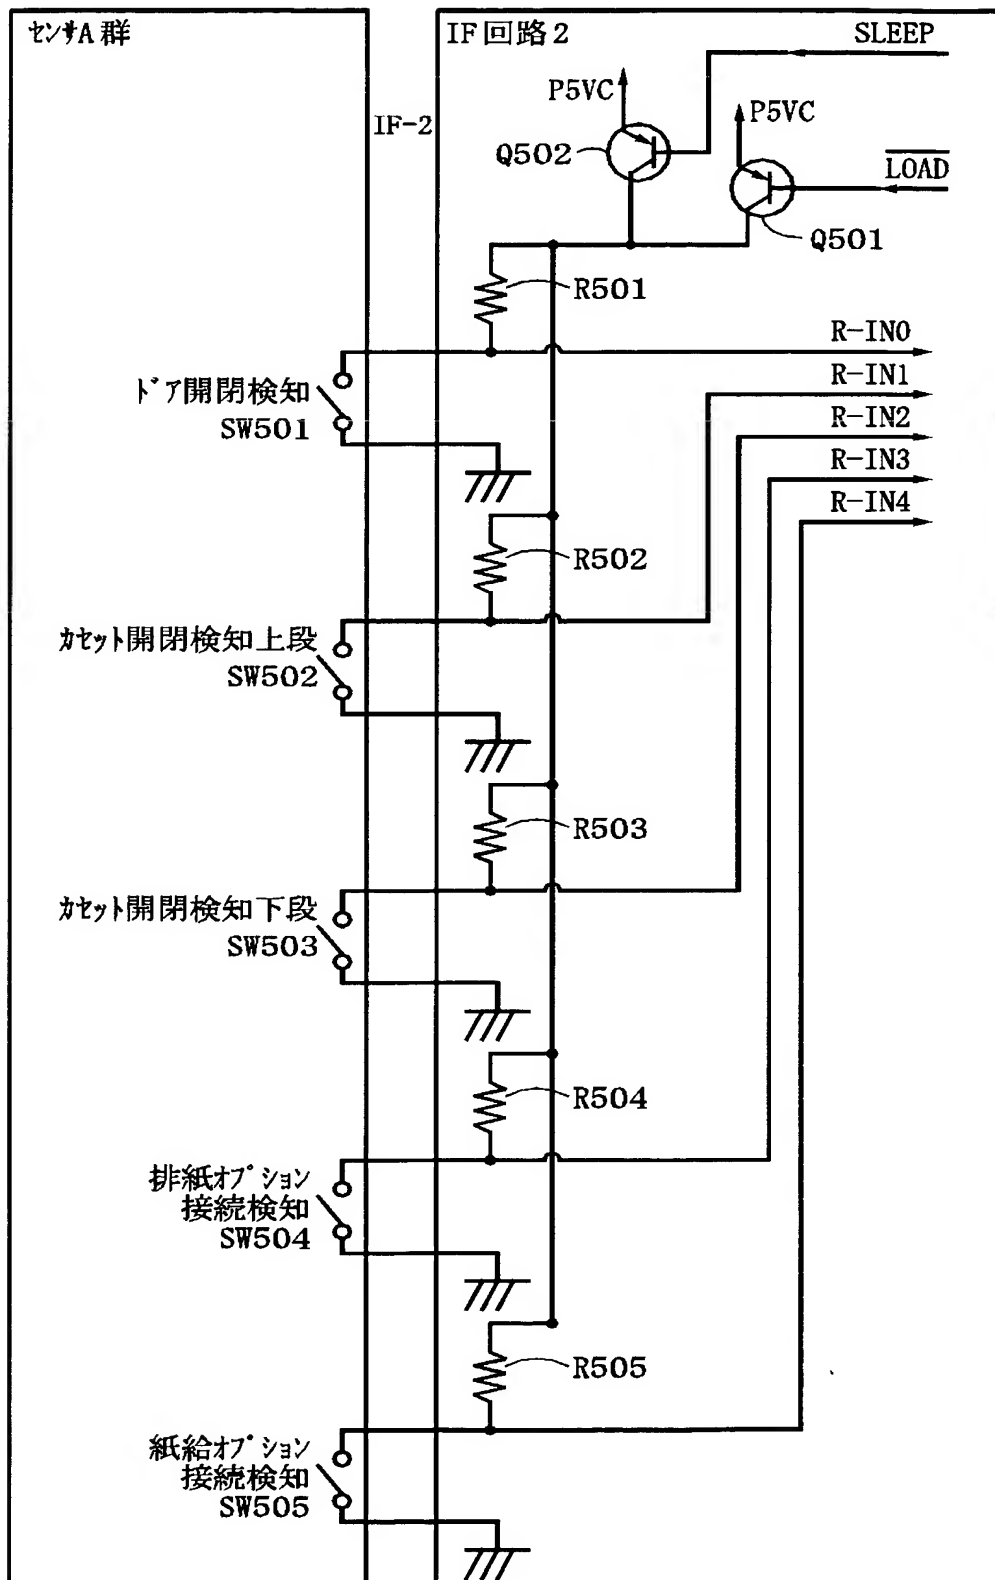 センサA群
IF回路2
SLEEP
P5VC
P5VC
IF-2
Q502
LOAD
Q501
R501
R-IN0
R-IN1
ドア開閉検知
SW501
R-IN2
R-IN3
R-IN4
R502
カセット開閉検知上段
SW502
R503
カセット開閉検知下段
SW503
R504
排紙オプション
接続検知
SW504
R505
紙給オプション
接続検知
SW505